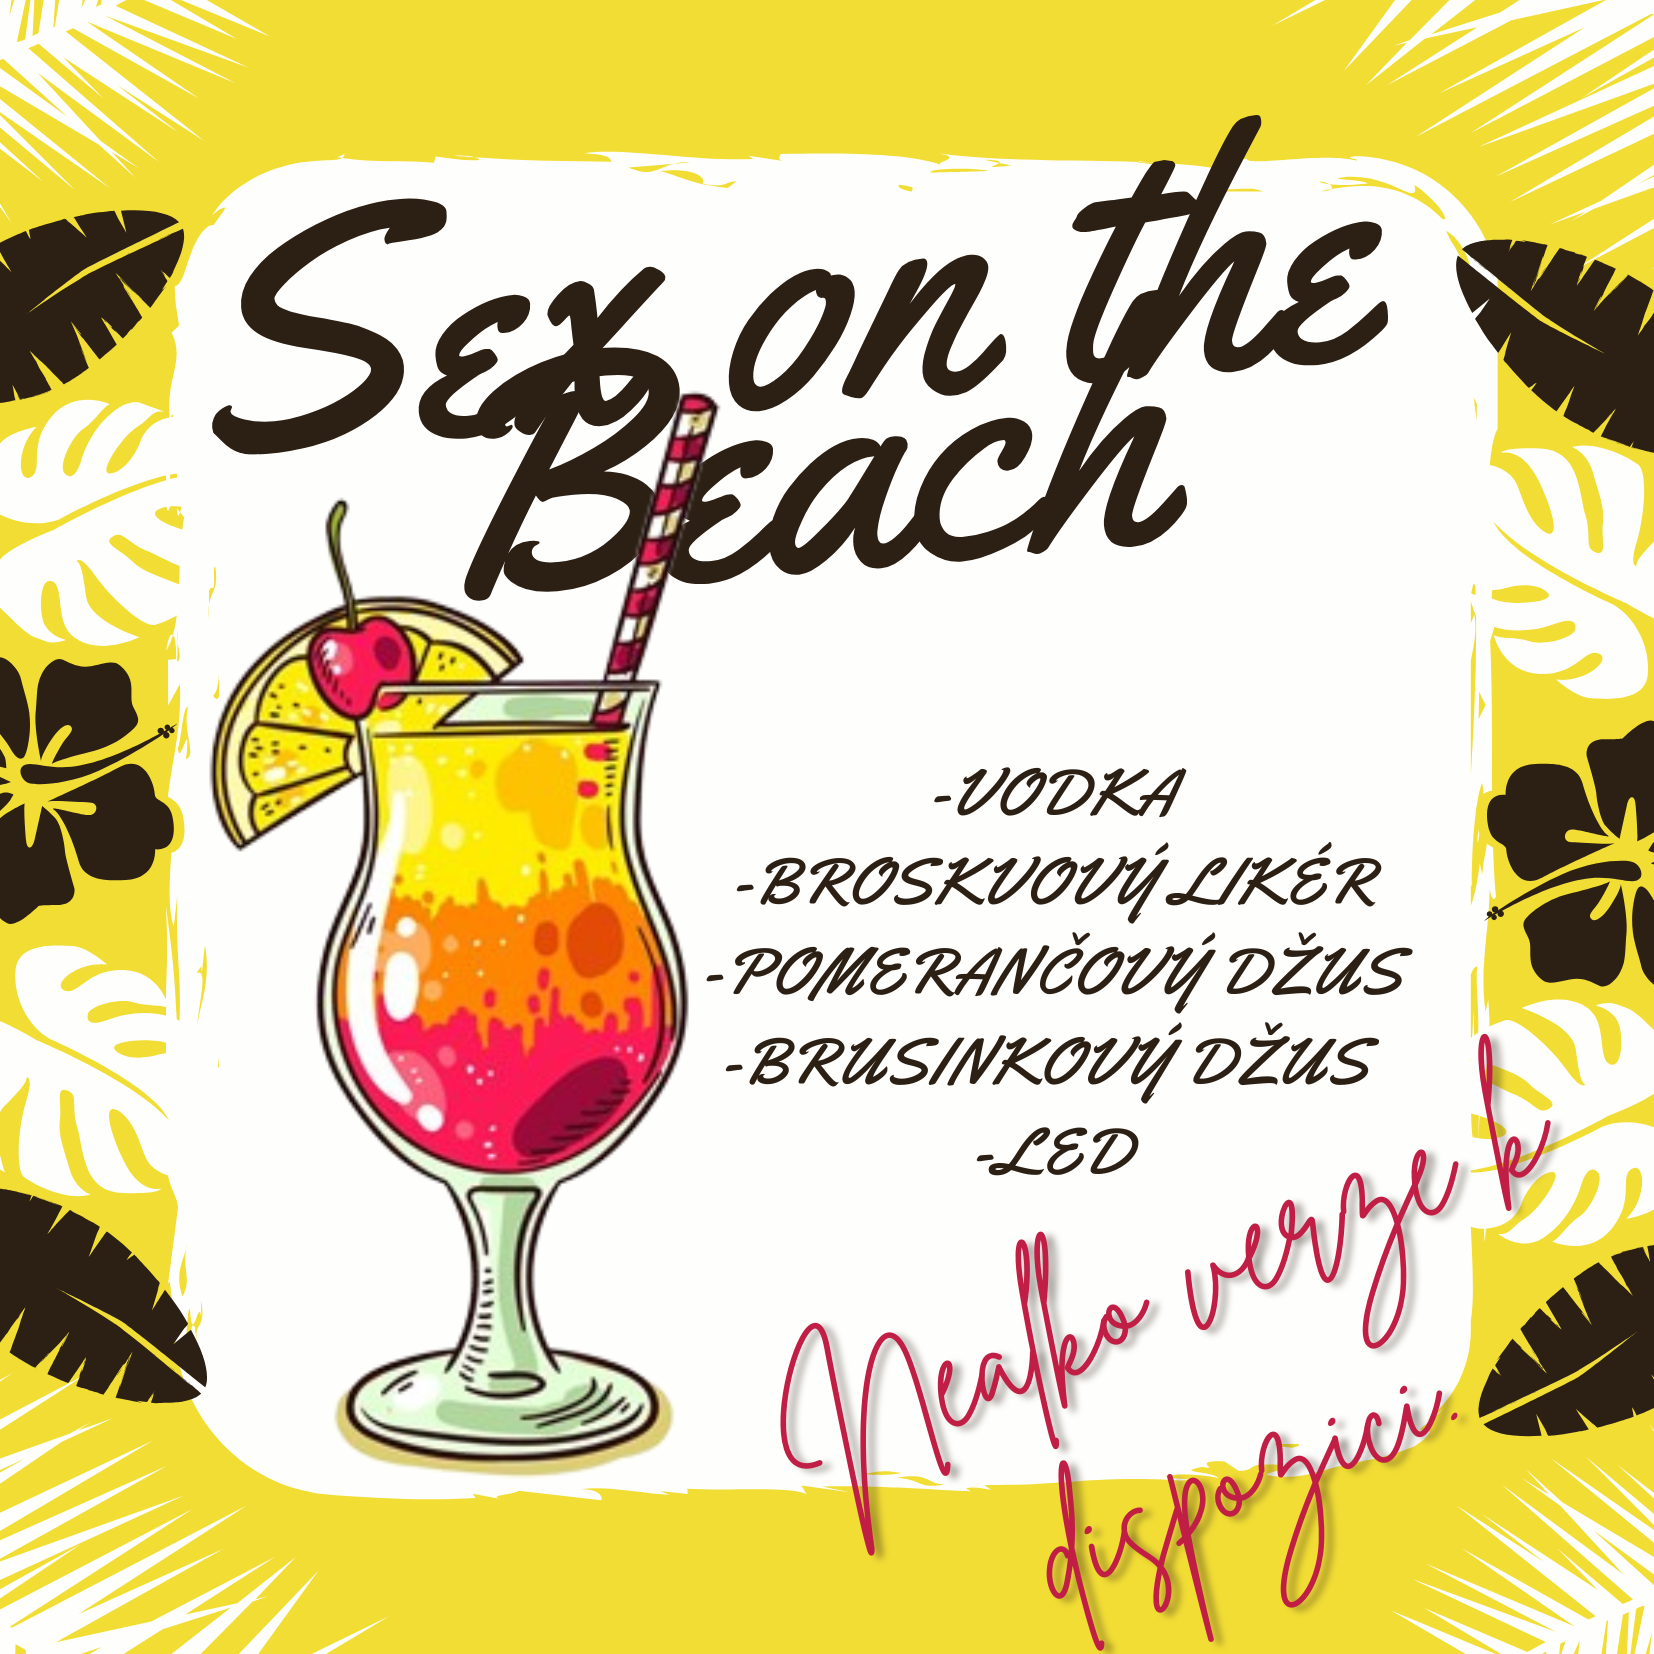 Sex on the
Beach
-VODKA
-BROSKVOVÝ LIKÉR
-POMERANČOVÝ DŽUS
-BRUSINKOVÝ DŽUS
-LED
Nealko verze k
dispozici.